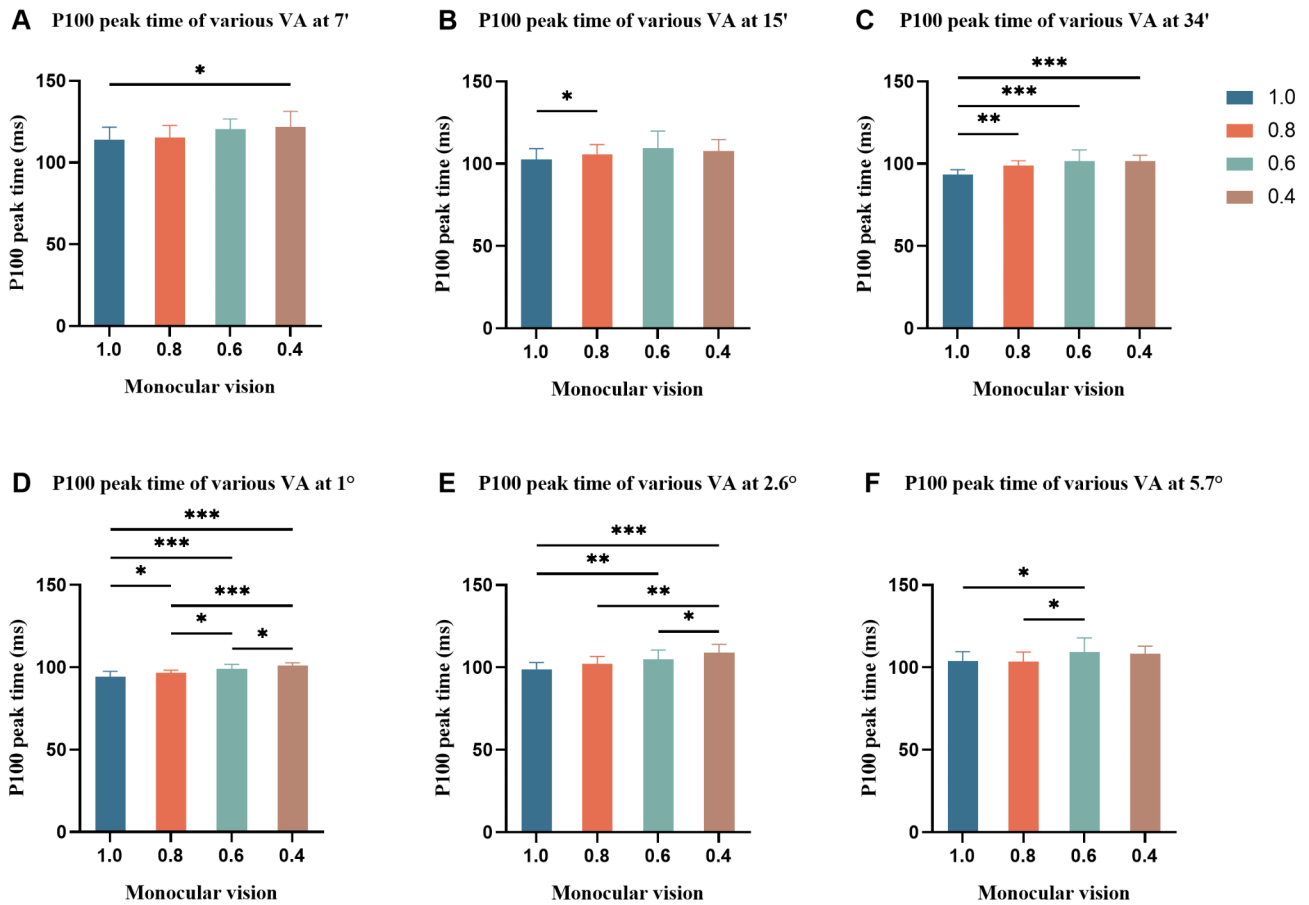 A P100 peak time of various VA at 7'
*
150
100
50
0
P100 peak time (ms)
1.0 0.8 0.6 0.4
Monocular vision
B P100 peak time of various VA at 15'
*
150
100
50
0
P100 peak time (ms)
1.0 0.8 0.6 0.4
Monocular vision
C P100 peak time of various VA at 34'
***
***
**
150
100
50
0
P100 peak time (ms)
1.0 0.8 0.6 0.4
Monocular vision
1.0
0.8
0.6
0.4
D P100 peak time of various VA at 1°
***
***
*
***
*
*
150
100
50
0
P100 peak time (ms)
1.0 0.8 0.6 0.4
Monocular vision
E P100 peak time of various VA at 2.6°
***
**
**
*
150
100
50
0
P100 peak time (ms)
1.0 0.8 0.6 0.4
Monocular vision
F P100 peak time of various VA at 5.7°
*
*
150
100
50
0
P100 peak time (ms)
1.0 0.8 0.6 0.4
Monocular vision